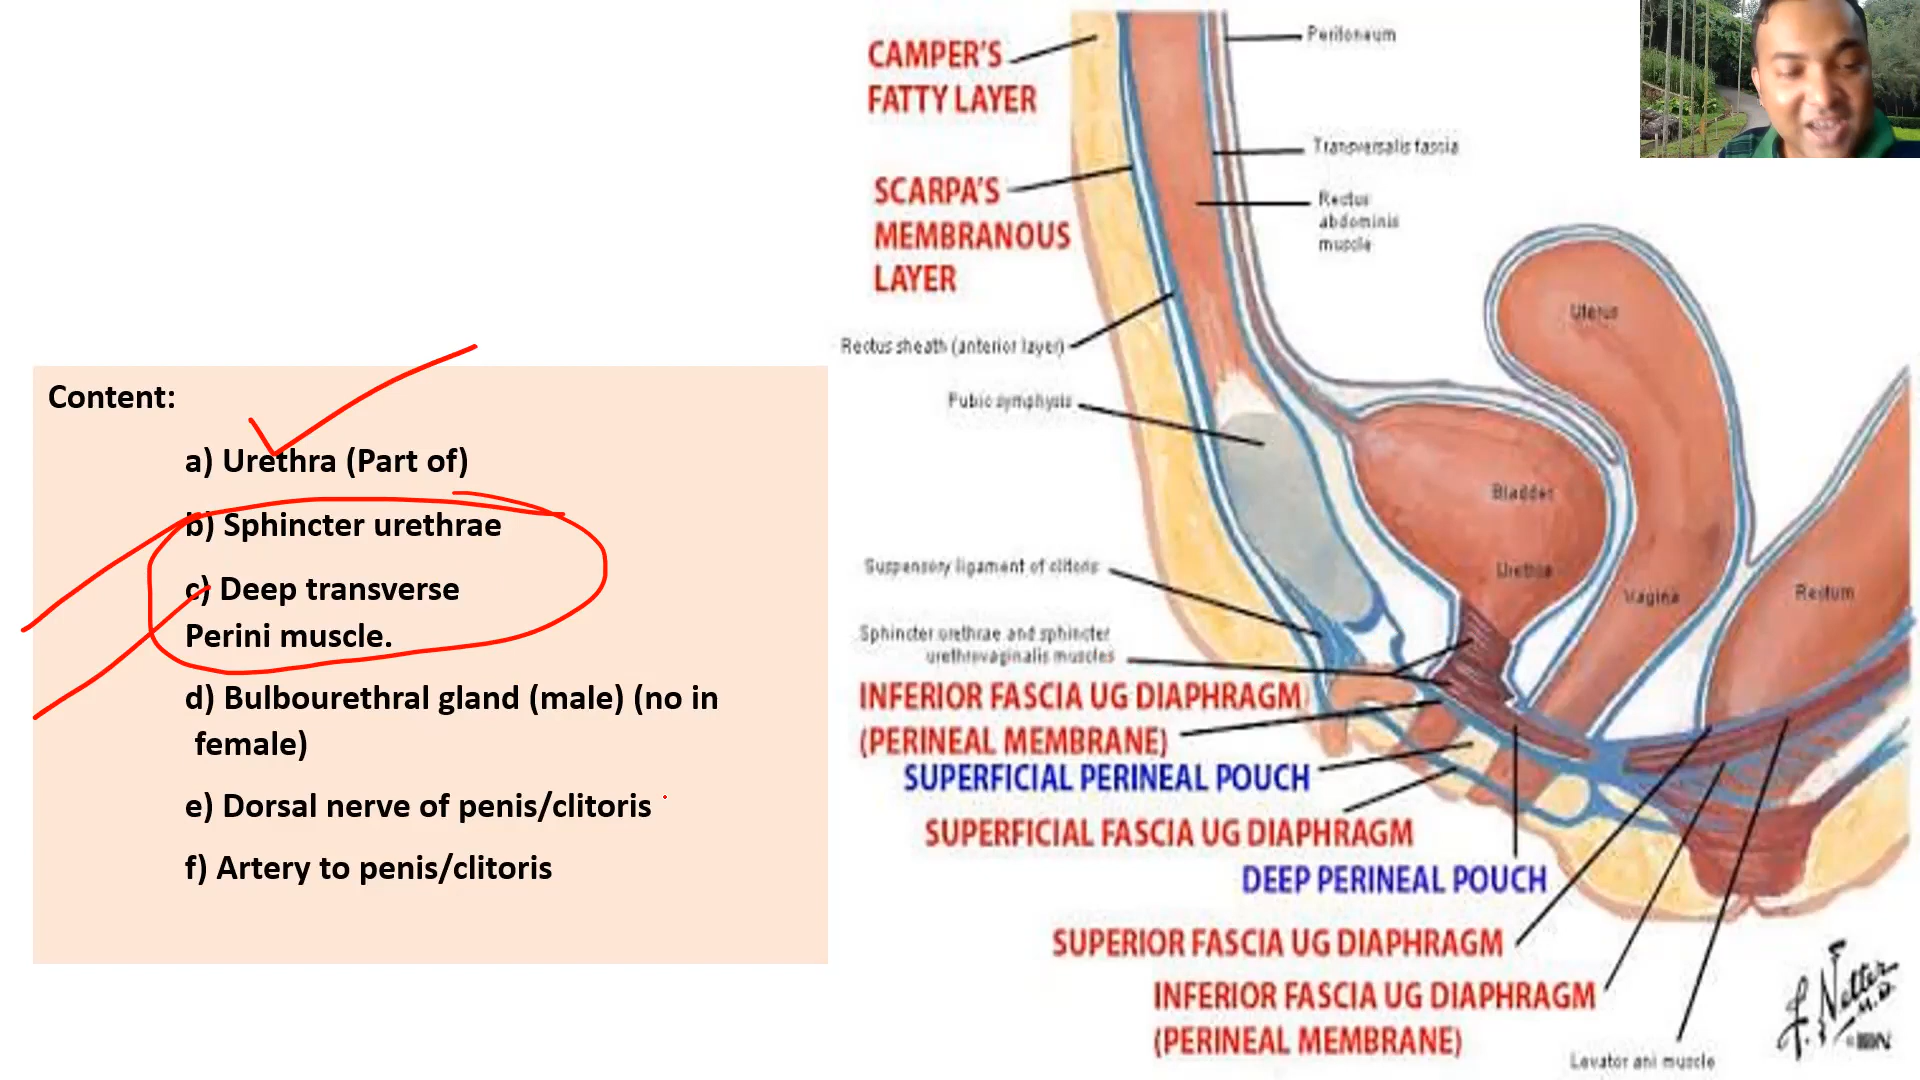 Content:
a) Urethra (Part of)
b) Sphincter urethrae
c) Deep transverse
Perini muscle.
d) Bulbourethral gland (male) (no in
female)
e) Dorsal nerve of penis/clitoris
f) Artery to penis/clitoris
CAMPER'S
FATTY LAYER
SCARPA'S
MEMBRANOUS
LAYER
Rectus sheath (anterior layer)
Pubic symphysis
Suspensory ligament of clitoris
Sphincter urethrae and sphincter
urethrovaginalis muscles
INFERIOR FASCIA UG DIAPHRAGM
(PERINEAL MEMBRANE)
SUPERFICIAL PERINEAL POUCH
SUPERFICIAL FASCIA UG DIAPHRAGM
DEEP PERINEAL POUCH
SUPERIOR FASCIA UG DIAPHRAGM
INFERIOR FASCIA UG DIAPHRAGM
(PERINEAL MEMBRANE)
Levator ani muscle
Peritoneum
Transversalis fascia
Rectus
abdominis
muscle
Uterus
Bladder
Urethra
Vagina
Rectum
F. Netter
M.D.